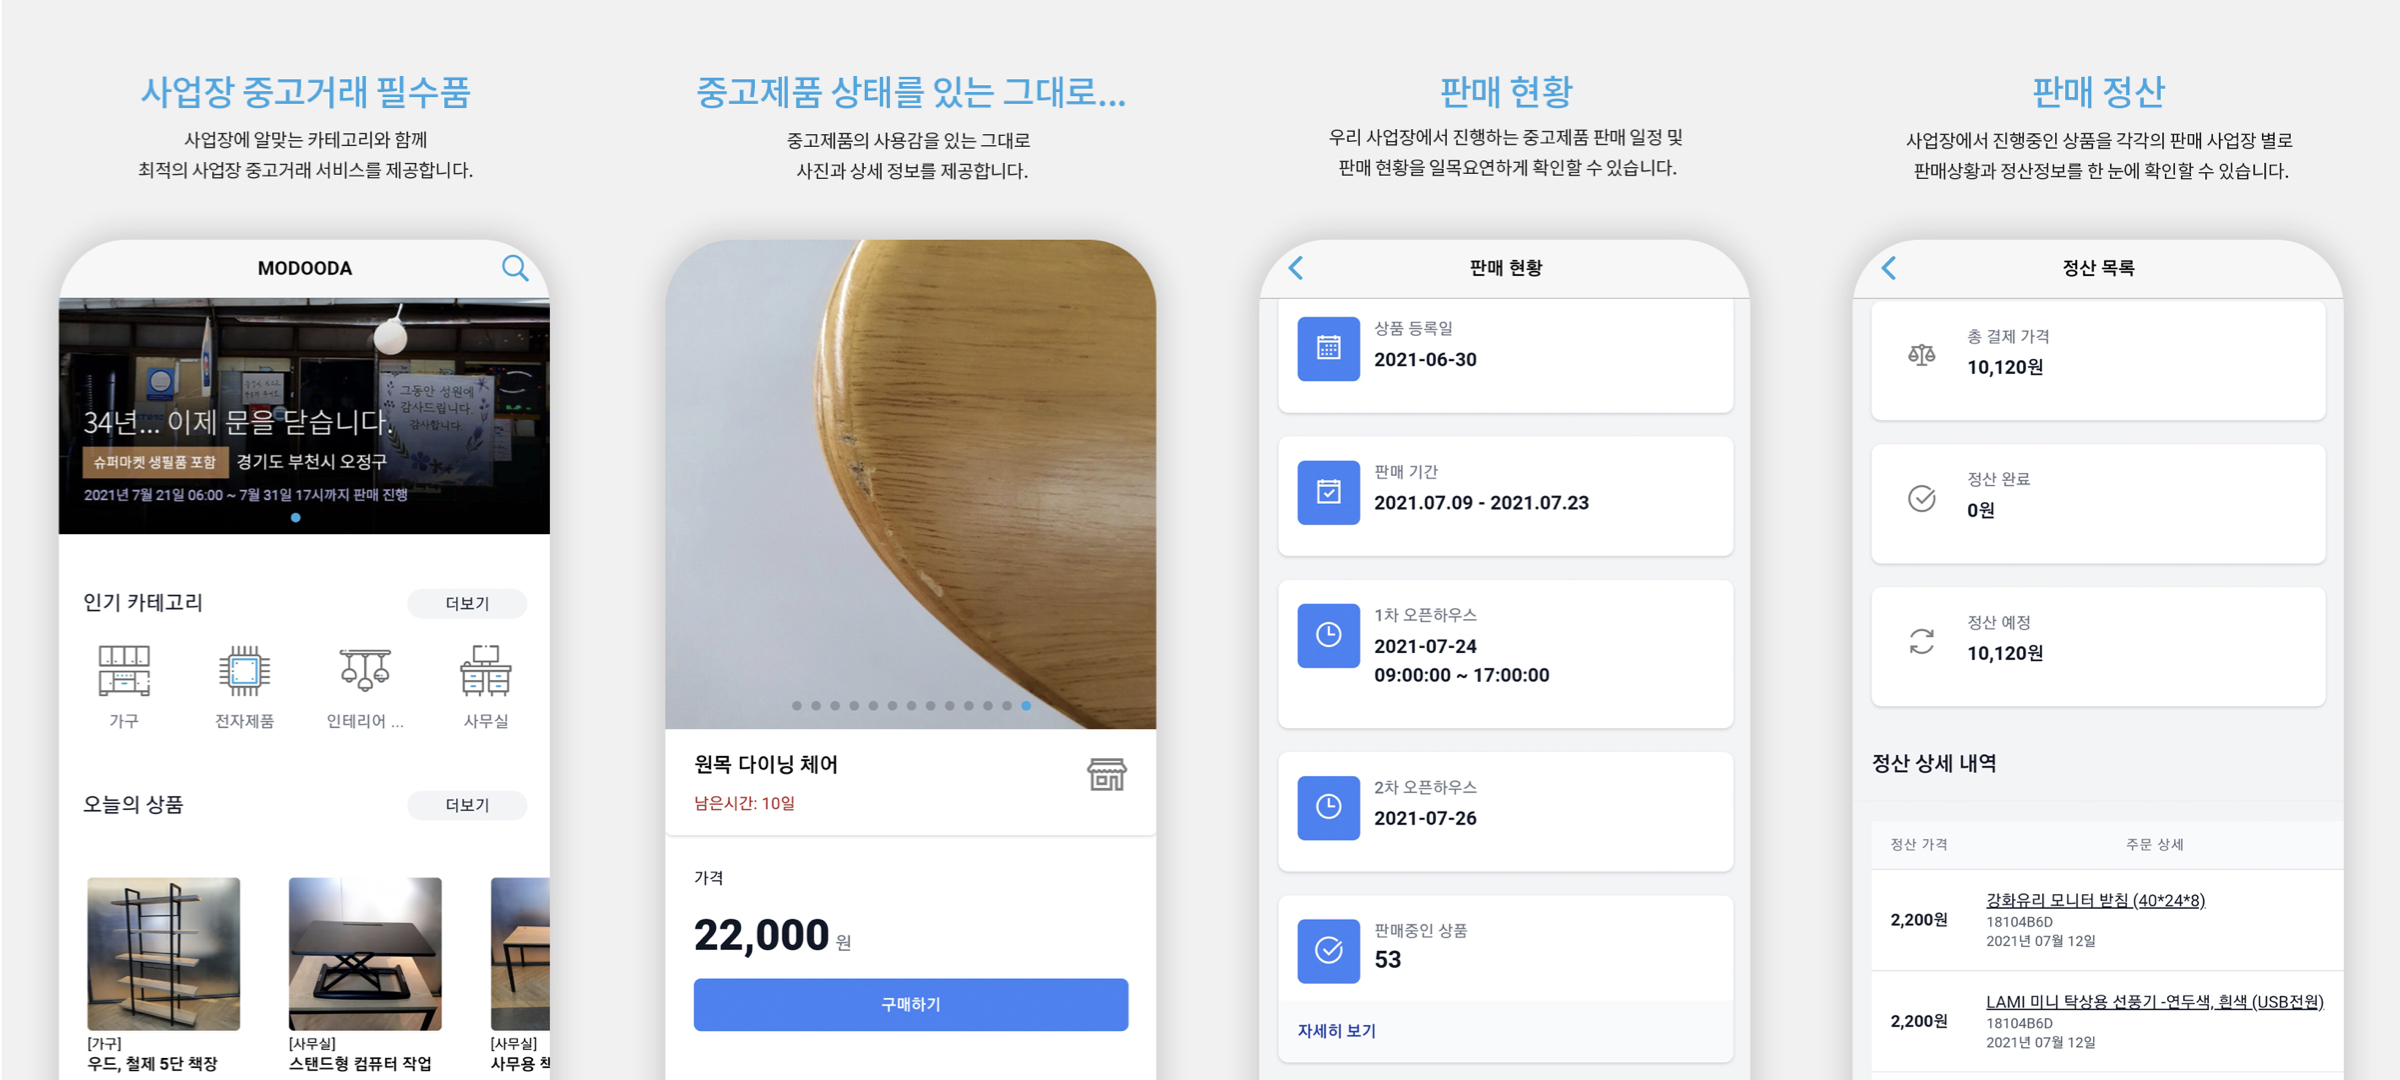 사업장 중고거래 필수품
사업장에 알맞는 카테고리와 함께
최적의 사업장 중고거래 서비스를 제공합니다.
MODOODA
그동안 성원에
감사드립니다.
감사합니다.
34년... 이제 문을 닫습니다.
슈퍼마켓 생필품 포함 경기도 부천시 오정구
2021년 7월 21일 06:00 ~ 7월 31일 17시까지 판매 진행
인기 카테고리
더보기
가구
전자제품
인테리어 ...
사무실
오늘의 상품
더보기
[가구]
우드, 철제 5단 책장
[사무실]
스탠드형 컴퓨터 작업
[사무실]
사무용
중고제품 상태를 있는 그대로...
중고제품의 사용감을 있는 그대로
사진과 상세 정보를 제공합니다.
원목 다이닝 체어
남은시간: 10일
가격
22,000 원
구매하기
판매 현황
우리 사업장에서 진행하는 중고제품 판매 일정 및
판매 현황을 일목요연하게 확인할 수 있습니다.
판매 현황
상품 등록일
2021-06-30
판매 기간
2021.07.09 - 2021.07.23
1차 오픈하우스
2021-07-24
09:00:00 ~ 17:00:00
2차 오픈하우스
2021-07-26
판매중인 상품
53
자세히 보기
판매 정산
사업장에서 진행중인 상품을 각각의 판매 사업장 별로
판매상황과 정산정보를 한 눈에 확인할 수 있습니다.
정산 목록
총 결제 가격
10,120원
정산 완료
0원
정산 예정
10,120원
정산 상세 내역
정산 가격 주문 상세
2,200원
강화유리 모니터 받침 (40*24*8)
18104B6D
2021년 07월 12일
2,200원
LAMI 미니 탁상용 선풍기 -연두색, 흰색 (USB전원)
18104B6D
2021년 07월 12일